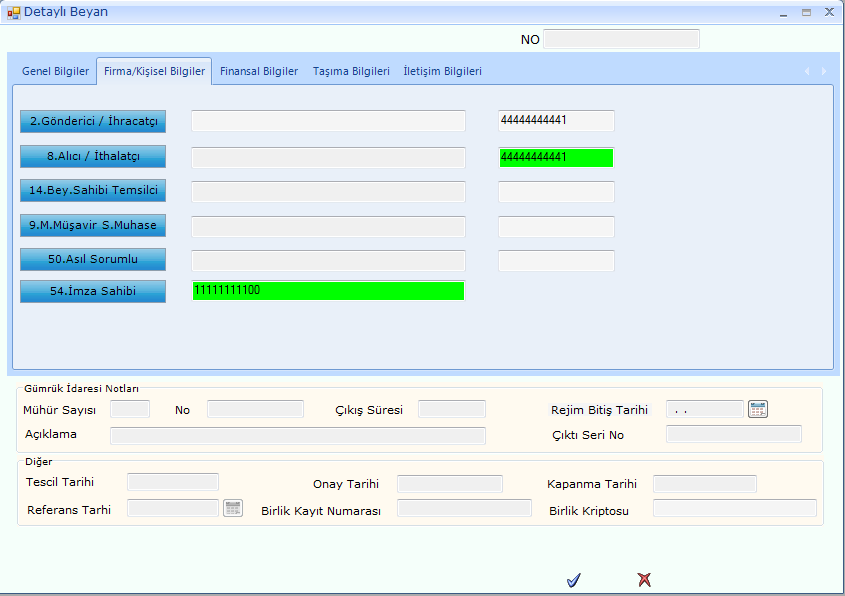 Detaylı Beyan
NO
Genel Bilgiler Firma/Kişisel Bilgiler Finansal Bilgiler Taşıma Bilgileri İletişim Bilgileri
2.Gönderici / İhracatçı 44444444441
8.Alıcı / İthalatçı 44444444441
14.Bey.Sahibi Temsilci
9.M.Müşavir S.Muhase
50.Asıl Sorumlu
54.İmza Sahibi 11111111100
Gümrük İdaresi Notları
Mühür Sayısı No Çıkış Süresi Rejim Bitiş Tarihi . .
Açıklama Çıktı Seri No
Diğer
Tescil Tarihi Onay Tarihi Kapanma Tarihi
Referans Tarhi Birlik Kayıt Numarası Birlik Kriptosu